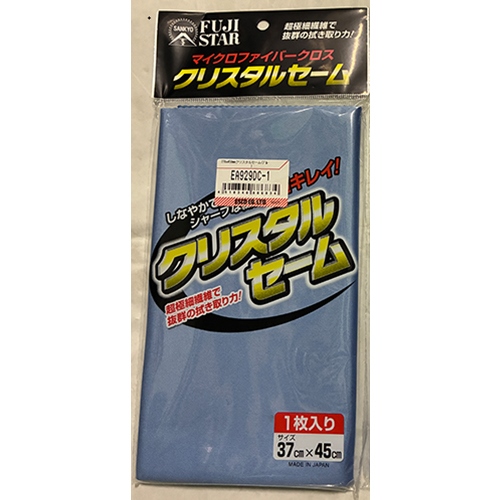 SANKYO
FUJI
STAR
超極細繊維で
抜群の拭き取り力!
マイクロファイバークロス
クリスタルセーム
EA929DC-1
ESCO CO.,LTD.
しなやかで
シャープな
キレイ!
クリスタル
セーム
超極細繊維で
抜群の拭き取り力!
1枚入り
サイズ
37cm×45cm
MADE IN JAPAN